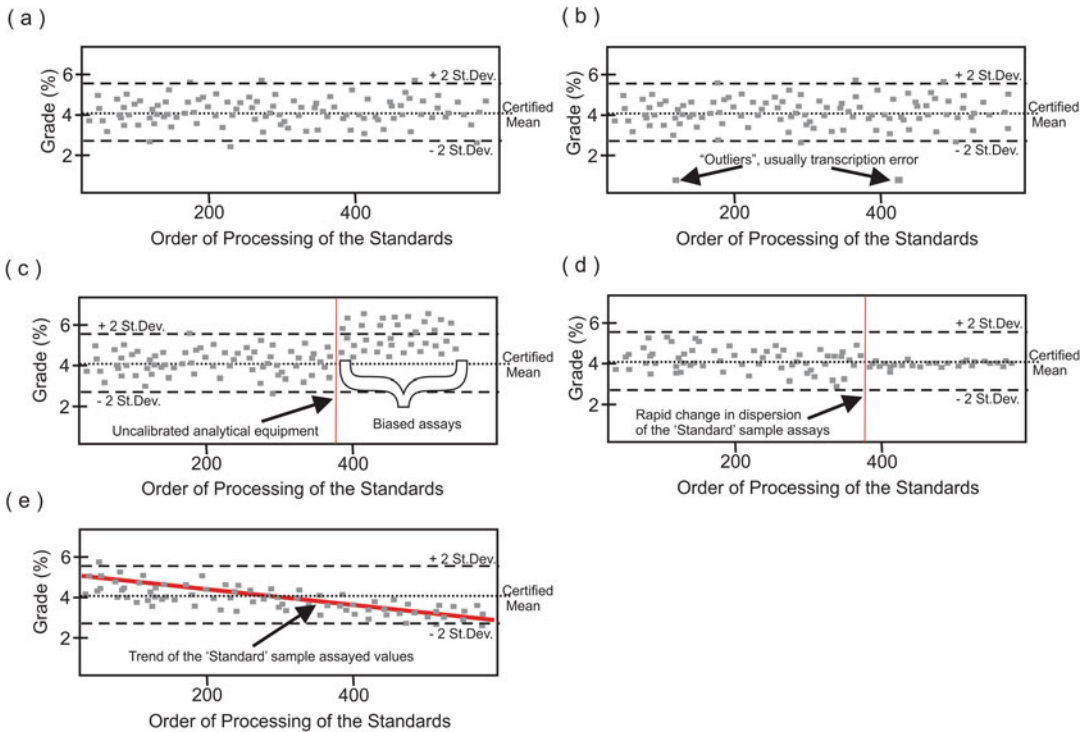 ( a )
6
4
2
Grade (%)
+ 2 St.Dev.
Certified
Mean
- 2 St.Dev.
200
400
Order of Processing of the Standards
( b )
6
4
2
Grade (%)
+ 2 St.Dev.
Certified
Mean
- 2 St.Dev.
“Outliers”, usually transcription error
200
400
Order of Processing of the Standards
( c )
6
4
2
Grade (%)
+ 2 St.Dev.
Certified
Mean
- 2 St.Dev.
Uncalibrated analytical equipment
Biased assays
200
400
Order of Processing of the Standards
( d )
6
4
2
Grade (%)
+ 2 St.Dev.
Certified
Mean
- 2 St.Dev.
Rapid change in dispersion
of the ‘Standard’ sample assays
200
400
Order of Processing of the Standards
( e )
6
4
2
Grade (%)
+ 2 St.Dev.
Certified
Mean
- 2 St.Dev.
Trend of the ‘Standard’ sample assayed values
200
400
Order of Processing of the Standards